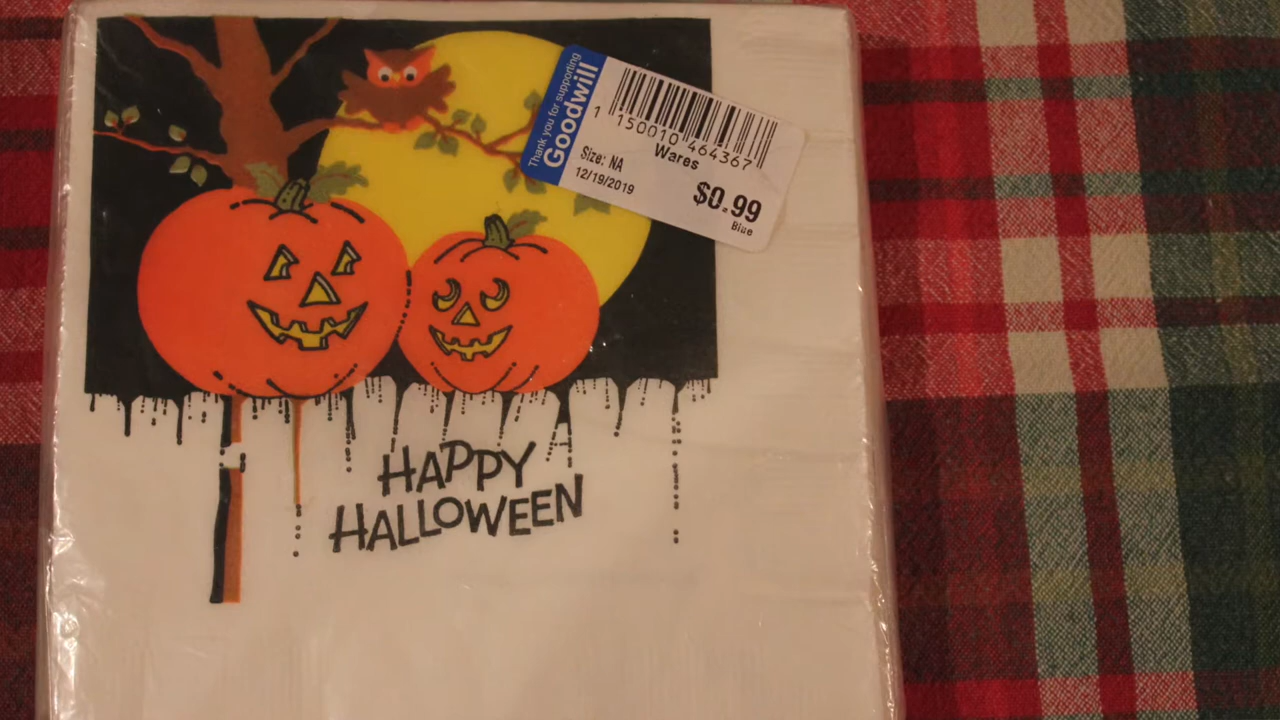 Thank you for supporting
Goodwill
1 150010 464367
Wares
Size: NA
12/19/2019
$0.99
Blue
HAPPY
HALLOWEEN